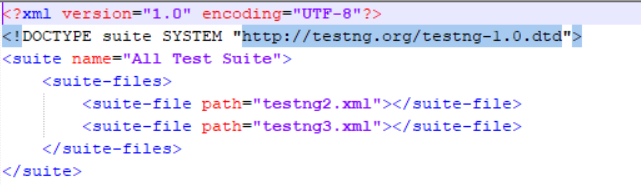 <?xml version="1.0" encoding="UTF-8"?>
<!DOCTYPE suite SYSTEM "http://testng.org/testng-1.0.dtd">
<suite name="All Test Suite">
    <suite-files>
        <suite-file path="testng2.xml"></suite-file>
        <suite-file path="testng3.xml"></suite-file>
    </suite-files>
</suite>